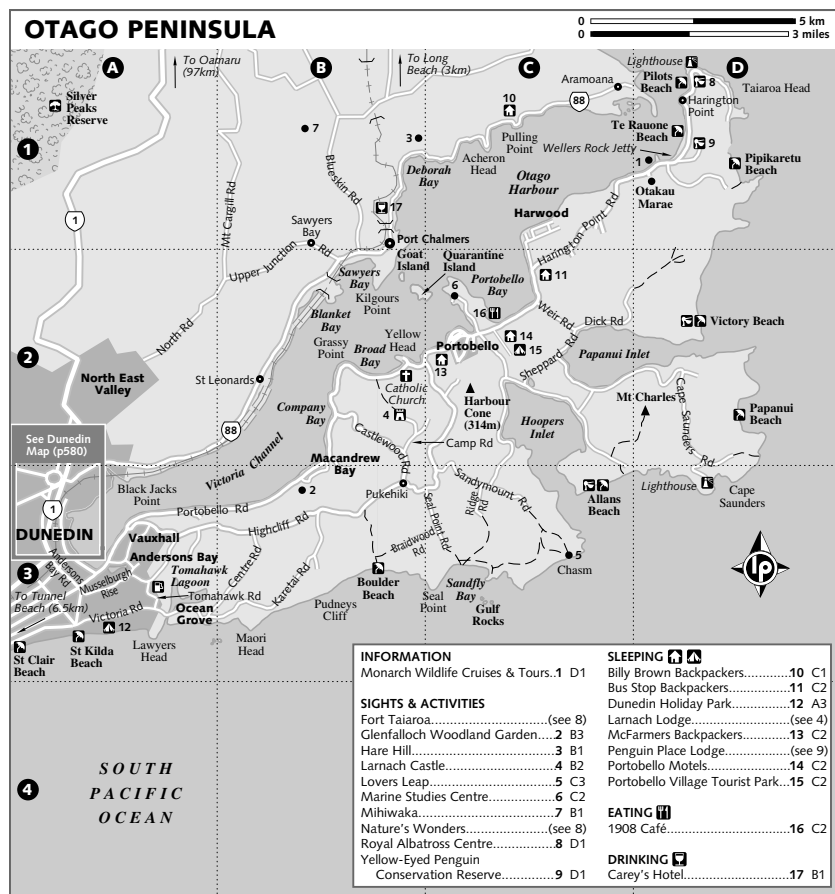 OTAGO PENINSULA
0 5 km
0 3 miles
A
B
C
D
To Oamaru
(97km)
To Long
Beach (3km)
Lighthouse
Pilots
Beach
8
Taiaroa Head
Aramoana
Silver
Peaks
Reserve
10
88
Harington
Point
7
3
Pulling
Point
Te Rauone
Beach
1
Wellers Rock Jetty
9
Acheron
Head
Deborah
Bay
1
Pipikaretu
Beach
Blueskin Rd
Otago
Harbour
Otakau
Marae
Mt Cargill Rd
17
Harwood
1
Sawyers
Bay
Port Chalmers
Harington Point Rd
Goat
Island
Quarantine
Island
Upper Junction Rd
Sawyers
Bay
Portobello
Bay
11
Kilgours
Point
6
16
Weir Rd
Dick Rd
Victory Beach
Blanket
Bay
North Rd
Grassy
Point
Yellow
Head
14
2
Broad
Bay
Portobello
15
Sheppard Rd
Papanui Inlet
13
North East
Valley
St Leonards
Catholic
Church
Harbour
Cone
(314m)
Mt Charles
Cape Saunders Rd
Company
Bay
4
Hoopers
Inlet
Papanui
Beach
88
Castlewood Rd
Camp Rd
See Dunedin
Map (p580)
Victoria Channel
Macandrew
Bay
Black Jacks
Point
2
Pukehiki
Sandymount Rd
Lighthouse
Cape
Saunders
Allans
Beach
1
Portobello Rd
Seal Point Rd
Ridge Rd
DUNEDIN
Vauxhall
Highcliff Rd
Braidwood Rd
Andersons Bay
5
Chasm
Andersons Bay Rd
Tomahawk
Lagoon
Centre Rd
3
Musselburgh Rise
Karetai Rd
Boulder
Beach
Sandfly
Bay
To Tunnel
Beach (6.5km)
Tomahawk Rd
Pudneys
Cliff
Seal
Point
Gulf
Rocks
Victoria Rd
Ocean
Grove
12
Lawyers
Head
Maori
Head
St Kilda
Beach
St Clair
Beach
lp
4
SOUTH
PACIFIC
OCEAN
INFORMATION
Monarch Wildlife Cruises & Tours..1 D1
SIGHTS & ACTIVITIES
Fort Taiaroa.........................(see 8)
Glenfalloch Woodland Garden....2 B3
Hare Hill...............................3 B1
Larnach Castle........................4 B2
Lovers Leap............................5 C3
Marine Studies Centre..............6 C2
Mihiwaka...............................7 B1
Nature's Wonders..................(see 8)
Royal Albatross Centre.............8 D1
Yellow-Eyed Penguin
Conservation Reserve............9 D1
SLEEPING
Billy Brown Backpackers............10 C1
Bus Stop Backpackers...............11 C2
Dunedin Holiday Park...............12 A3
Larnach Lodge......................(see 4)
McFarmers Backpackers............13 C2
Penguin Place Lodge...............(see 9)
Portobello Motels....................14 C2
Portobello Village Tourist Park...15 C2
EATING
1908 Café..............................16 C2
DRINKING
Carey's Hotel..........................17 B1